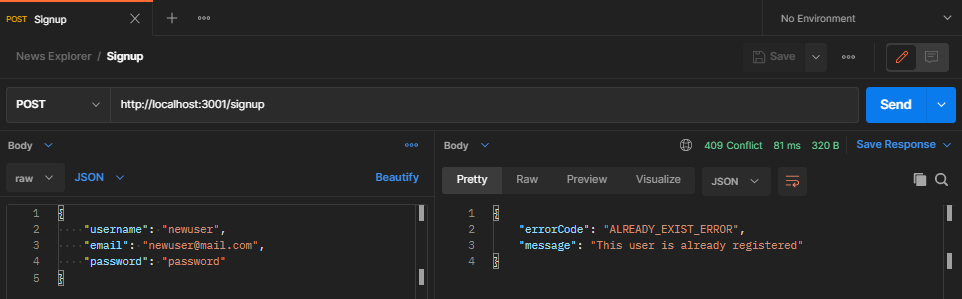 POST Signup
No Environment
News Explorer / Signup
Save
POST http://localhost:3001/signup
Send
Body
raw JSON
Beautify
1 {
2 "username": "newuser",
3 "email": "newuser@mail.com",
4 "password": "password"
5 }
Body
409 Conflict 81 ms 320 B Save Response
Pretty Raw Preview Visualize JSON
1 {
2 "errorCode": "ALREADY_EXIST_ERROR",
3 "message": "This user is already registered"
4 }